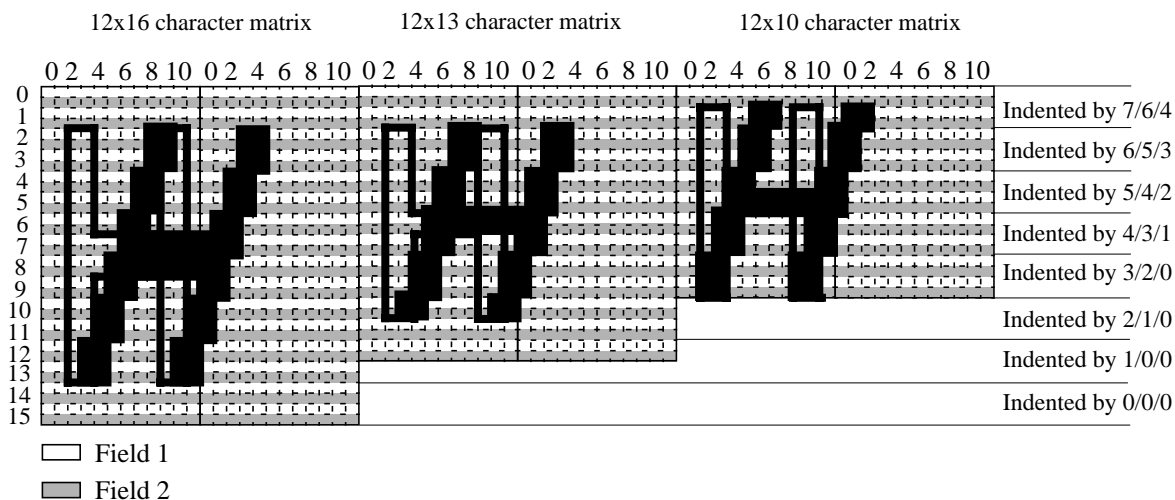 12x16 character matrix 12x13 character matrix 12x10 character matrix
0 2 4 6 8 10 0 2 4 6 8 10 0 2 4 6 8 10 0 2 4 6 8 10 0 2 4 6 8 10 0 2 4 6 8 10
0
1 Indented by 7/6/4
2
3 Indented by 6/5/3
4
5 Indented by 5/4/2
6
7 Indented by 4/3/1
8
9 Indented by 3/2/0
10
11 Indented by 2/1/0
12
13 Indented by 1/0/0
14
15 Indented by 0/0/0
Field 1
Field 2